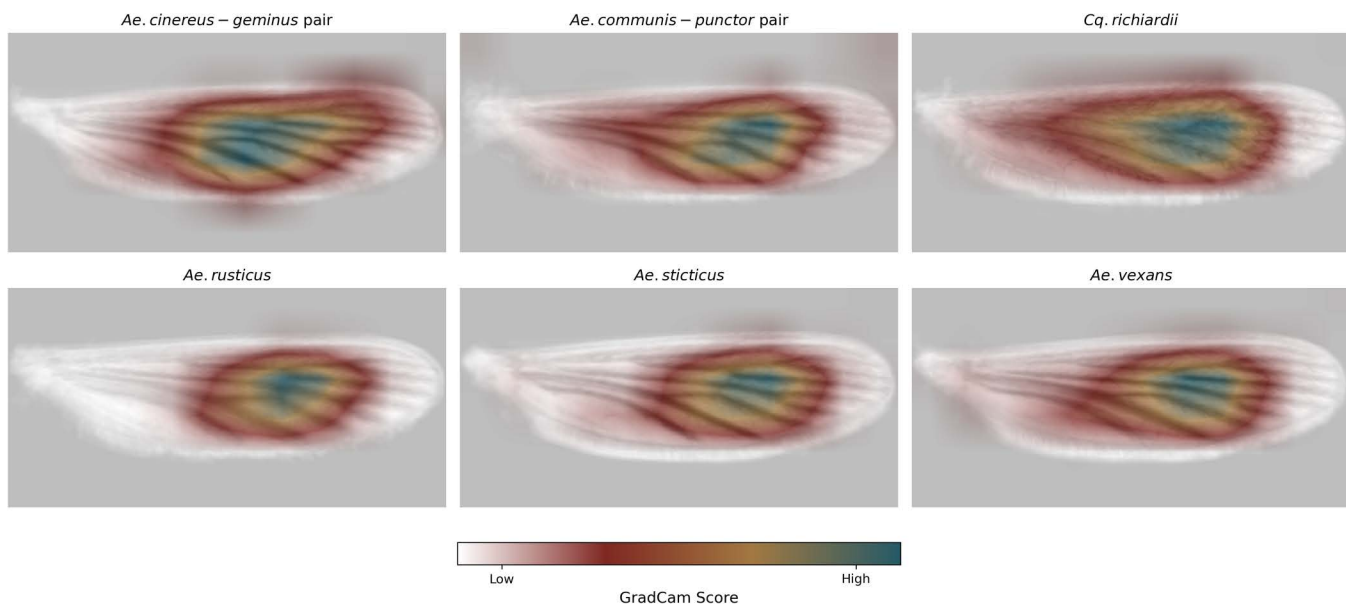 Ae. cinereus – geminus pair
Ae. communis – punctor pair
Cq. richiardii
Ae. rusticus
Ae. sticticus
Ae. vexans
Low
High
GradCam Score